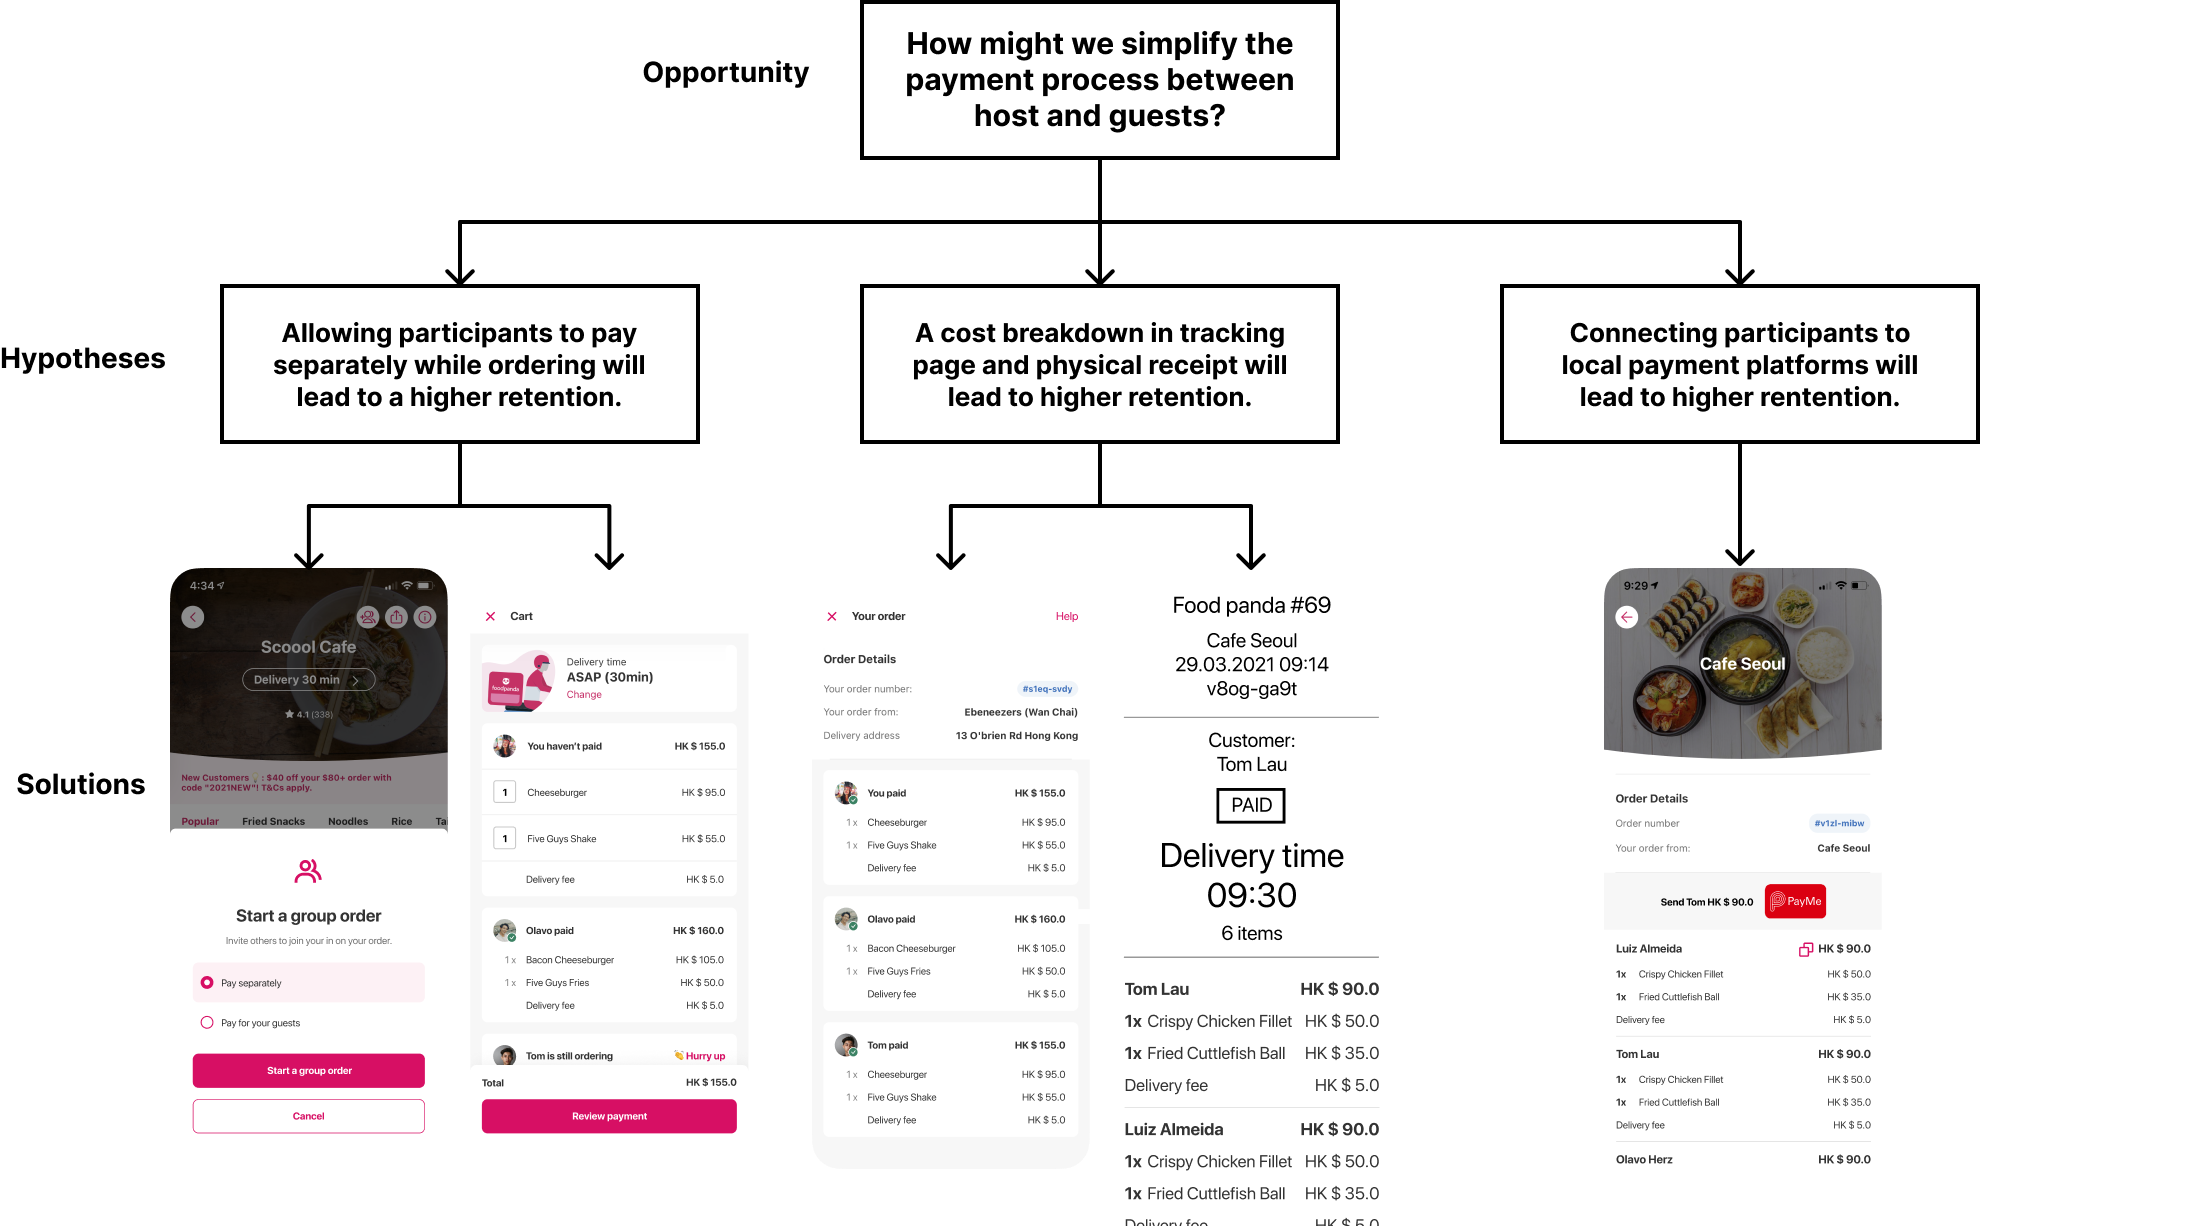 Opportunity
How might we simplify the
payment process between
host and guests?
Hypotheses
Allowing participants to pay
separately while ordering will
lead to a higher retention.
A cost breakdown in tracking
page and physical receipt will
lead to higher retention.
Connecting participants to
local payment platforms will
lead to higher rentention.
Solutions
4:34
Scoool Cafe
Delivery 30 min
4.1 (338)
New Customers : $40 off your $80+ order with
code "2021NEW"! T&Cs apply.
Popular Fried Snacks Noodles Rice Ta
Start a group order
Invite others to join your in on your order.
Pay separately
Pay for your guests
Start a group order
Cancel
Cart
foodpanda
Delivery time
ASAP (30min)
Change
You haven't paid HK $ 155.0
1 Cheeseburger HK $ 95.0
1 Five Guys Shake HK $ 55.0
Delivery fee HK $ 5.0
Olavo paid HK $ 160.0
1 x Bacon Cheeseburger HK $ 105.0
1 x Five Guys Fries HK $ 50.0
Delivery fee HK $ 5.0
Tom is still ordering Hurry up
Total HK $ 155.0
Review payment
Your order Help
Order Details
Your order number: #s1eq-svdy
Your order from: Ebeneezers (Wan Chai)
Delivery address 13 O'brien Rd Hong Kong
You paid HK $ 155.0
1 x Cheeseburger HK $ 95.0
1 x Five Guys Shake HK $ 55.0
Delivery fee HK $ 5.0
Olavo paid HK $ 160.0
1 x Bacon Cheeseburger HK $ 105.0
1 x Five Guys Fries HK $ 50.0
Delivery fee HK $ 5.0
Tom paid HK $ 155.0
1 x Cheeseburger HK $ 95.0
1 x Five Guys Shake HK $ 55.0
Delivery fee HK $ 5.0
Food panda #69
Cafe Seoul
29.03.2021 09:14
v8og-ga9t
Customer:
Tom Lau
PAID
Delivery time
09:30
6 items
Tom Lau HK $ 90.0
1x Crispy Chicken Fillet HK $ 50.0
1x Fried Cuttlefish Ball HK $ 35.0
Delivery fee HK $ 5.0
Luiz Almeida HK $ 90.0
1x Crispy Chicken Fillet HK $ 50.0
1x Fried Cuttlefish Ball HK $ 35.0
Delivery fee HK $ 5.0
9:29
Cafe Seoul
Order Details
Order number #v1zl-mibw
Your order from: Cafe Seoul
Send Tom HK $ 90.0 PayMe
Luiz Almeida HK $ 90.0
1x Crispy Chicken Fillet HK $ 50.0
1x Fried Cuttlefish Ball HK $ 35.0
Delivery fee HK $ 5.0
Tom Lau HK $ 90.0
1x Crispy Chicken Fillet HK $ 50.0
1x Fried Cuttlefish Ball HK $ 35.0
Delivery fee HK $ 5.0
Olavo Herz HK $ 90.0